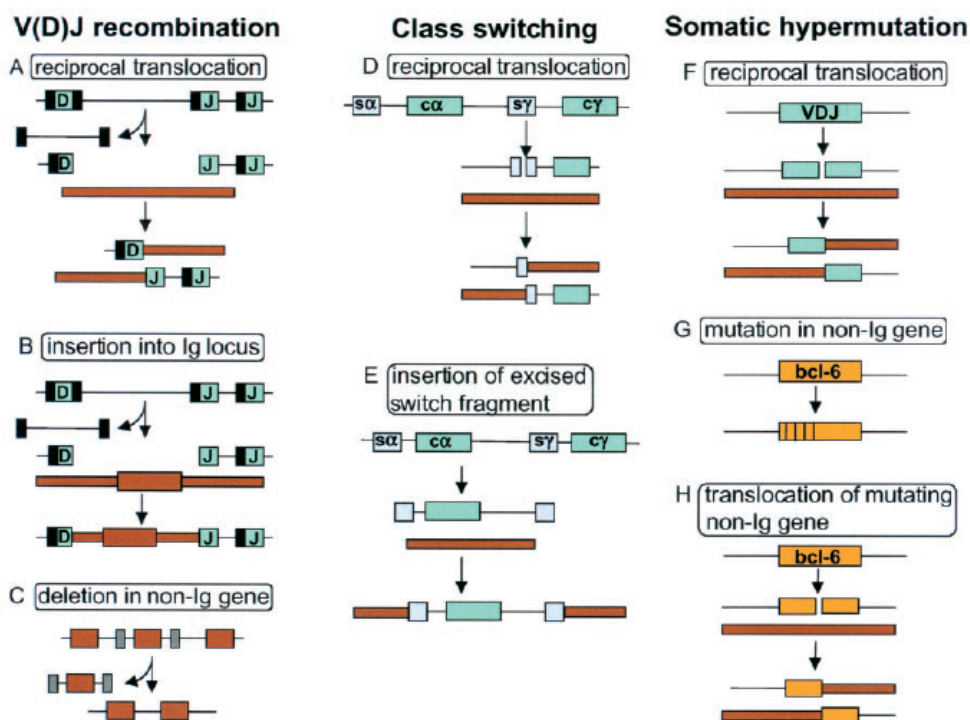 V(D)J recombination
A reciprocal translocation
D J J
D J J
D
J J
B insertion into Ig locus
D J J
D J J
D J J
C deletion in non-Ig gene
Class switching
D reciprocal translocation
sα cα sγ cγ
E insertion of excised
switch fragment
sα cα sγ cγ
Somatic hypermutation
F reciprocal translocation
VDJ
G mutation in non-Ig gene
bcl-6
H translocation of mutating
non-Ig gene
bcl-6